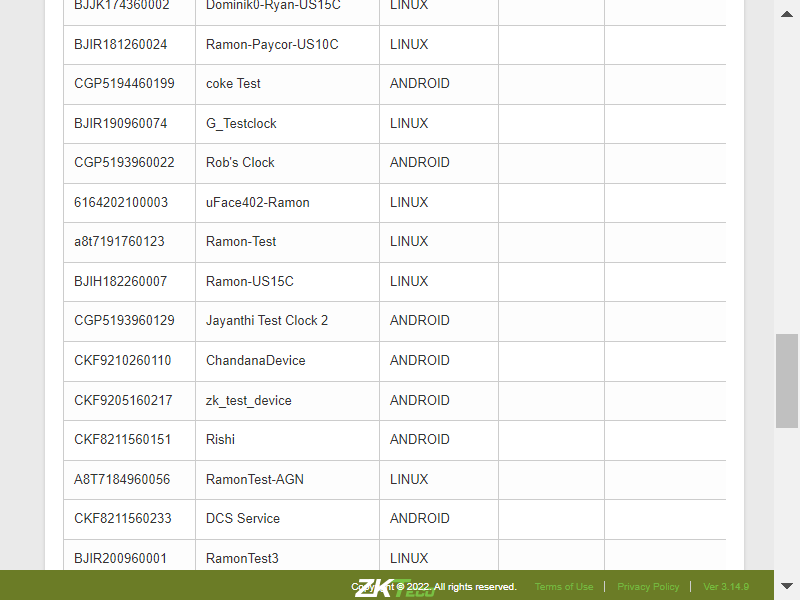 BJJK174360002 Dominik0-Ryan-US15C LINUX
BJIR181260024 Ramon-Paycor-US10C LINUX
CGP5194460199 coke Test ANDROID
BJIR190960074 G_Testclock LINUX
CGP5193960022 Rob's Clock ANDROID
6164202100003 uFace402-Ramon LINUX
a8t7191760123 Ramon-Test LINUX
BJIH182260007 Ramon-US15C LINUX
CGP5193960129 Jayanthi Test Clock 2 ANDROID
CKF9210260110 ChandanaDevice ANDROID
CKF9205160217 zk_test_device ANDROID
CKF8211560151 Rishi ANDROID
A8T7184960056 RamonTest-AGN LINUX
CKF8211560233 DCS Service ANDROID
BJIR200960001 RamonTest3 LINUX
ZKTeco
Copyright © 2022. All rights reserved. Terms of Use | Privacy Policy | Ver 3.14.9